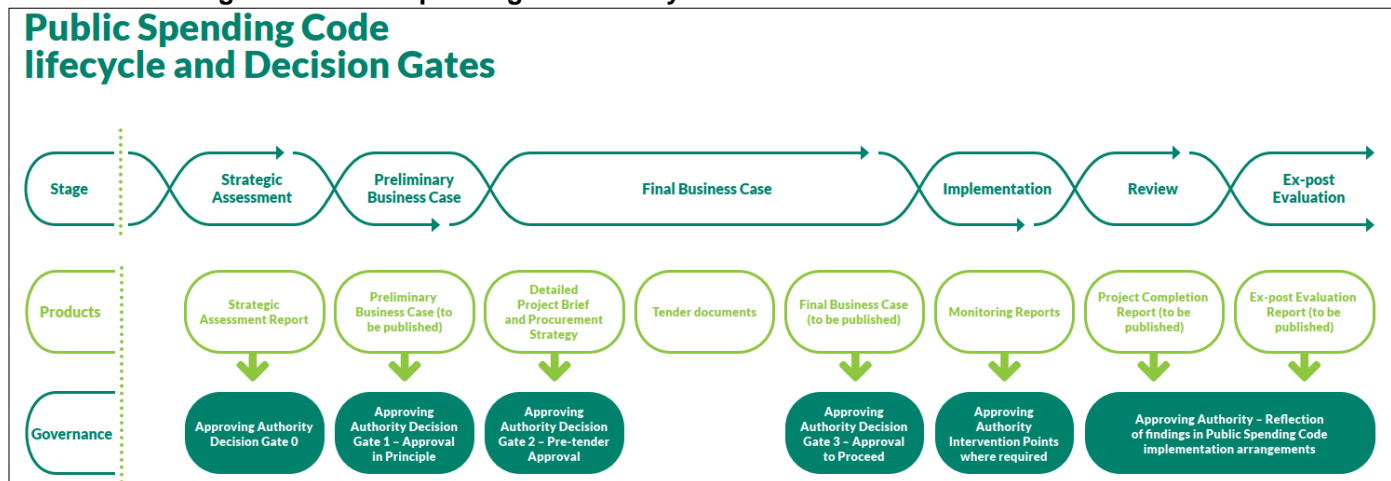 Public Spending Code
lifecycle and Decision Gates
Stage
Strategic
Assessment
Preliminary
Business Case
Final Business Case
Implementation
Review
Ex-post
Evaluation
Products
Strategic
Assessment Report
Preliminary
Business Case (to
be published)
Detailed
Project Brief
and Procurement
Strategy
Tender documents
Final Business Case
(to be published)
Monitoring Reports
Project Completion
Report (to be
published)
Ex-post Evaluation
Report (to be
published)
Governance
Approving Authority
Decision Gate 0
Approving
Authority Decision
Gate 1 – Approval
in Principle
Approving
Authority Decision
Gate 2 – Pre-tender
Approval
Approving
Authority Decision
Gate 3 – Approval
to Proceed
Approving
Authority
Intervention Points
where required
Approving Authority – Reflection
of findings in Public Spending Code
implementation arrangements